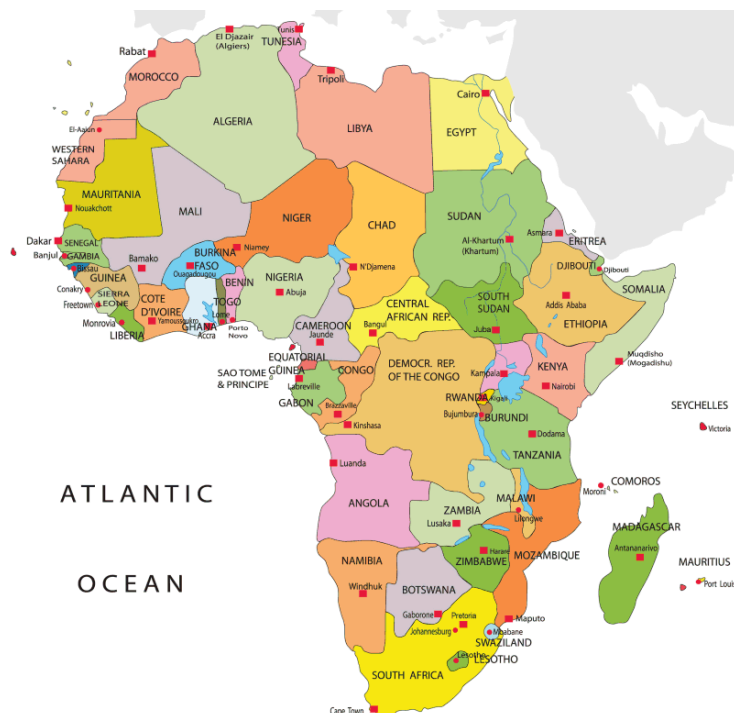 El Djazair
(Algiers)
Tunis
TUNISIA
Rabat
MOROCCO
Tripoli
Cairo
ALGERIA
LIBYA
EGYPT
El-Aaiun
WESTERN
SAHARA
MAURITANIA
Nouakchott
MALI
NIGER
CHAD
SUDAN
Al-Khartum
(Khartum)
Asmara
ERITREA
Dakar
SENEGAL
Banjul
GAMBIA
Bissau
Bamako
BURKINA
FASO
Ouagadougou
Niumey
N'Djamena
DJIBOUTI
Djibouti
GUINEA
Conakry
SIERRA
LEONE
Freetown
Monrovia
LIBERIA
COTE
D'IVOIRE
Yamoussoukro
GHANA
Accra
TOGO
Lome
BENIN
Porto
Novo
NIGERIA
Abuja
CAMEROON
Jaunde
CENTRAL
AFRICAN REP.
Bangui
SOUTH
SUDAN
Juba
Addis Ababa
ETHIOPIA
SOMALIA
Muqdisho
(Mogadishu)
EQUATORIAL
GUINEA
SAO TOME
& PRINCIPE
Labreville
GABON
CONGO
Brazzaville
Kinshasa
DEMOCR. REP.
OF THE CONGO
Kampala
KENYA
Nairobi
RWANDA
Kigali
Bujumbura
BURUNDI
Dodama
TANZANIA
SEYCHELLES
Victoria
Luanda
ANGOLA
ZAMBIA
Lusaka
MALAWI
Lilongwe
COMOROS
Moroni
MADAGASCAR
Antananarivo
MAURITIUS
Port Louis
ATLANTIC
OCEAN
NAMIBIA
Windhuk
BOTSWANA
Gaborone
Harare
ZIMBABWE
MOZAMBIQUE
Pretoria
Johannesburg
Maputo
Mbabane
SWAZILAND
Lesotho
LESOTHO
SOUTH AFRICA
Cape Town